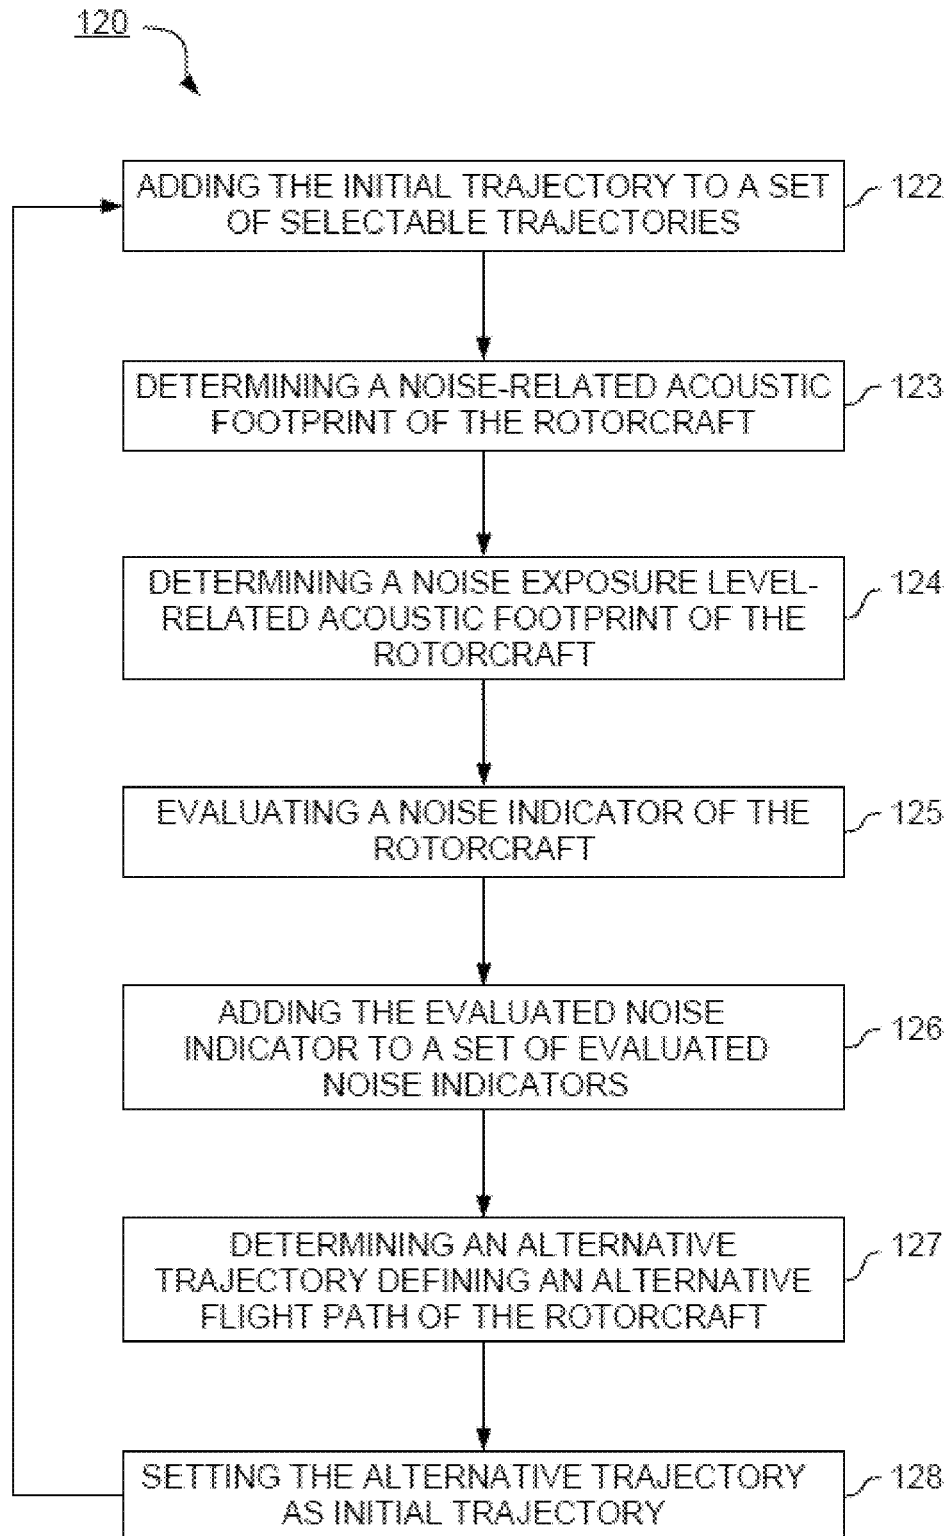 120
ADDING THE INITIAL TRAJECTORY TO A SET
OF SELECTABLE TRAJECTORIES
122
DETERMINING A NOISE-RELATED ACOUSTIC
FOOTPRINT OF THE ROTORCRAFT
123
DETERMINING A NOISE EXPOSURE LEVEL-
RELATED ACOUSTIC FOOTPRINT OF THE
ROTORCRAFT
124
EVALUATING A NOISE INDICATOR OF THE
ROTORCRAFT
125
ADDING THE EVALUATED NOISE
INDICATOR TO A SET OF EVALUATED
NOISE INDICATORS
126
DETERMINING AN ALTERNATIVE
TRAJECTORY DEFINING AN ALTERNATIVE
FLIGHT PATH OF THE ROTORCRAFT
127
SETTING THE ALTERNATIVE TRAJECTORY
AS INITIAL TRAJECTORY
128